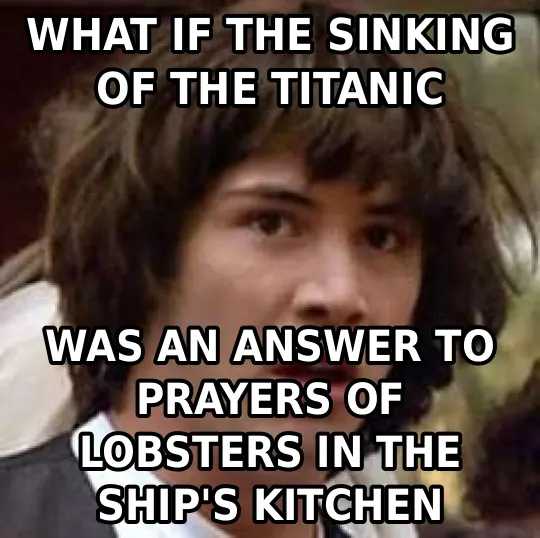 WHAT IF THE SINKING
OF THE TITANIC
WAS AN ANSWER TO
PRAYERS OF
LOBSTERS IN THE
SHIP'S KITCHEN